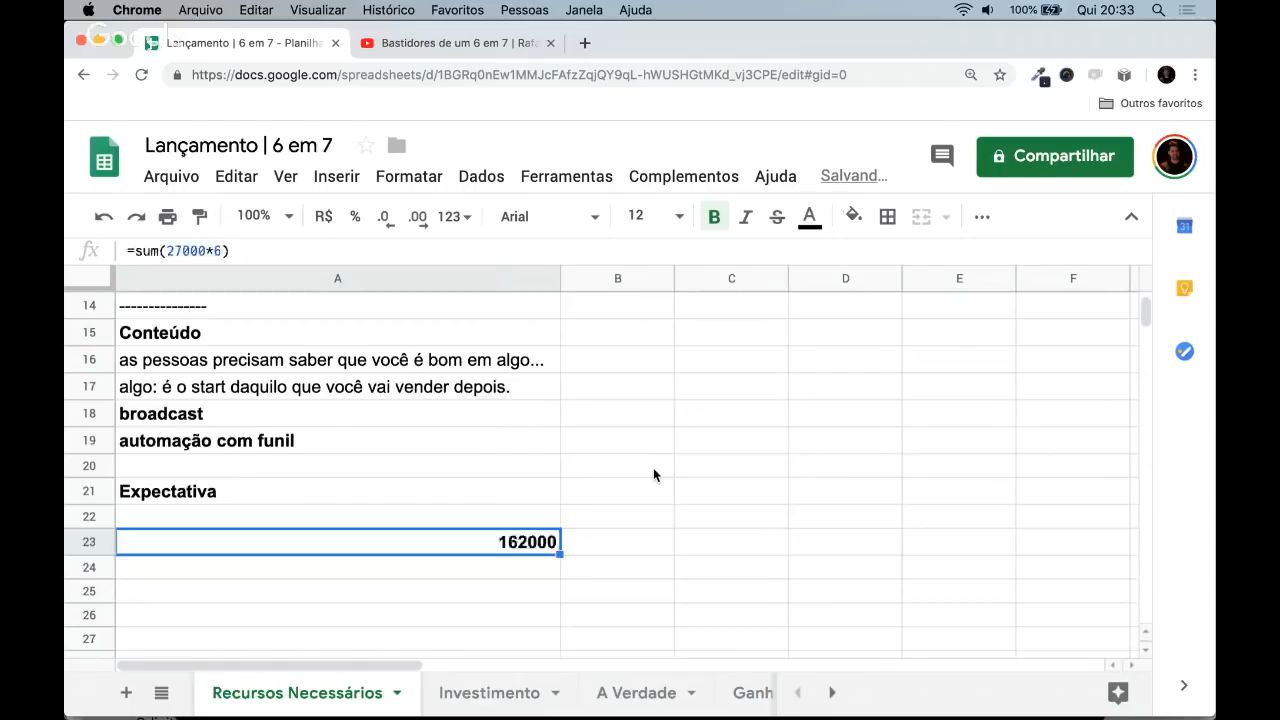 Chrome Arquivo Editar Visualizar Histórico Favoritos Pessoas Janela Ajuda 100% Qui 20:33
Lançamento | 6 em 7 - Planilha Bastidores de um 6 em 7 | Rafa
https://docs.google.com/spreadsheets/d/1BGRq0nEw1MMJcFAfzZqjQY9qL-hWUSHGtMKd_vj3CPE/edit#gid=0
Outros favoritos
Lançamento | 6 em 7
Compartilhar
Arquivo Editar Ver Inserir Formatar Dados Ferramentas Complementos Ajuda Salvand...
100% R$ % .0 .00 123 Arial 12 B I S A ...
fx =sum(27000*6)
A B C D E F
14 ---------------
15 Conteúdo
16 as pessoas precisam saber que você é bom em algo...
17 algo: é o start daquilo que você vai vender depois.
18 broadcast
19 automação com funil
20
21 Expectativa
22
23 162000
24
25
26
27
+ Recursos Necessários Investimento A Verdade Ganh
31